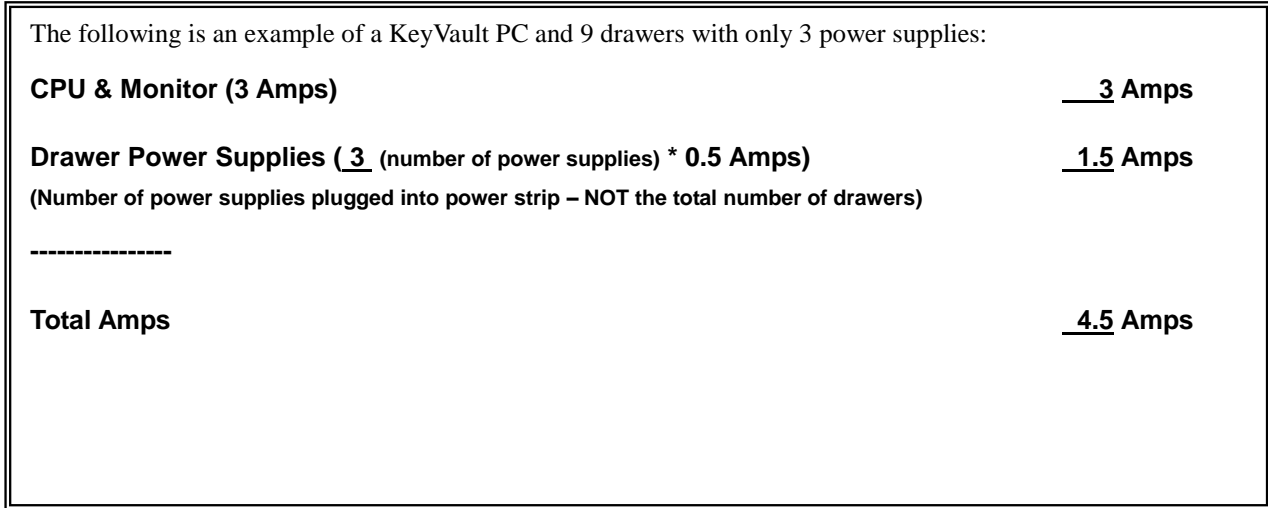 The following is an example of a KeyVault PC and 9 drawers with only 3 power supplies:
CPU & Monitor (3 Amps) 3 Amps
Drawer Power Supplies ( 3 (number of power supplies) * 0.5 Amps) 1.5 Amps
(Number of power supplies plugged into power strip – NOT the total number of drawers)
----------------
Total Amps 4.5 Amps